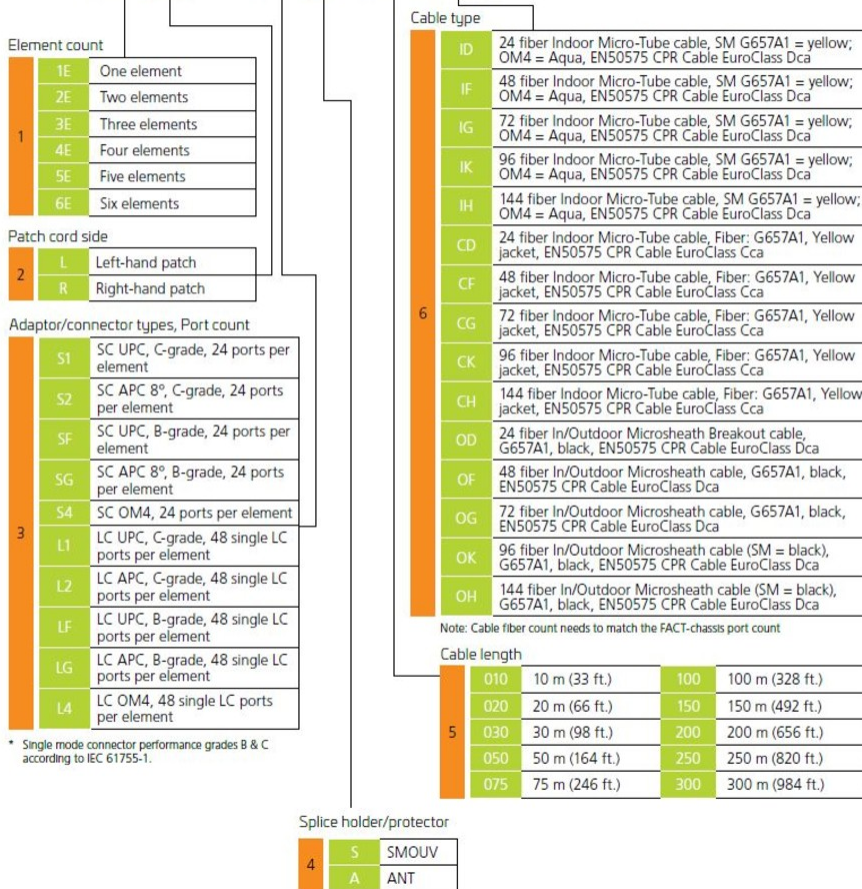 Element count
1
1E One element
2E Two elements
3E Three elements
4E Four elements
5E Five elements
6E Six elements
Patch cord side
2
L Left-hand patch
R Right-hand patch
Adaptor/connector types, Port count
3
S1 SC UPC, C-grade, 24 ports per
element
S2 SC APC 8º, C-grade, 24 ports
per element
SF SC UPC, B-grade, 24 ports per
element
SG SC APC 8º, B-grade, 24 ports
per element
S4 SC OM4, 24 ports per element
L1 LC UPC, C-grade, 48 single LC
ports per element
L2 LC APC, C-grade, 48 single LC
ports per element
LF LC UPC, B-grade, 48 single LC
ports per element
LG LC APC, B-grade, 48 single LC
ports per element
L4 LC OM4, 48 single LC ports
per element
* Single mode connector performance grades B & C
according to IEC 61755-1.
Cable type
6
ID 24 fiber Indoor Micro-Tube cable, SM G657A1 = yellow;
OM4 = Aqua, EN50575 CPR Cable EuroClass Dca
IF 48 fiber Indoor Micro-Tube cable, SM G657A1 = yellow;
OM4 = Aqua, EN50575 CPR Cable EuroClass Dca
IG 72 fiber Indoor Micro-Tube cable, SM G657A1 = yellow;
OM4 = Aqua, EN50575 CPR Cable EuroClass Dca
IK 96 fiber Indoor Micro-Tube cable, SM G657A1 = yellow;
OM4 = Aqua, EN50575 CPR Cable EuroClass Dca
IH 144 fiber Indoor Micro-Tube cable, SM G657A1 = yellow;
OM4 = Aqua, EN50575 CPR Cable EuroClass Dca
CD 24 fiber Indoor Micro-Tube cable, Fiber: G657A1, Yellow
jacket, EN50575 CPR Cable EuroClass Cca
CF 48 fiber Indoor Micro-Tube cable, Fiber: G657A1, Yellow
jacket, EN50575 CPR Cable EuroClass Cca
CG 72 fiber Indoor Micro-Tube cable, Fiber: G657A1, Yellow
jacket, EN50575 CPR Cable EuroClass Cca
CK 96 fiber Indoor Micro-Tube cable, Fiber: G657A1, Yellow
jacket, EN50575 CPR Cable EuroClass Cca
CH 144 fiber Indoor Micro-Tube cable, Fiber: G657A1, Yellow
jacket, EN50575 CPR Cable EuroClass Cca
OD 24 fiber In/Outdoor Microsheath Breakout cable,
G657A1, black, EN50575 CPR Cable EuroClass Dca
OF 48 fiber In/Outdoor Microsheath cable, G657A1, black,
EN50575 CPR Cable EuroClass Dca
OG 72 fiber In/Outdoor Microsheath cable, G657A1, black,
EN50575 CPR Cable EuroClass Dca
OK 96 fiber In/Outdoor Microsheath cable (SM = black),
G657A1, black, EN50575 CPR Cable EuroClass Dca
OH 144 fiber In/Outdoor Microsheath cable (SM = black),
G657A1, black, EN50575 CPR Cable EuroClass Dca
Note: Cable fiber count needs to match the FACT-chassis port count
Cable length
5
010 10 m (33 ft.) 100 100 m (328 ft.)
020 20 m (66 ft.) 150 150 m (492 ft.)
030 30 m (98 ft.) 200 200 m (656 ft.)
050 50 m (164 ft.) 250 250 m (820 ft.)
075 75 m (246 ft.) 300 300 m (984 ft.)
Splice holder/protector
4
S SMOUV
A ANT